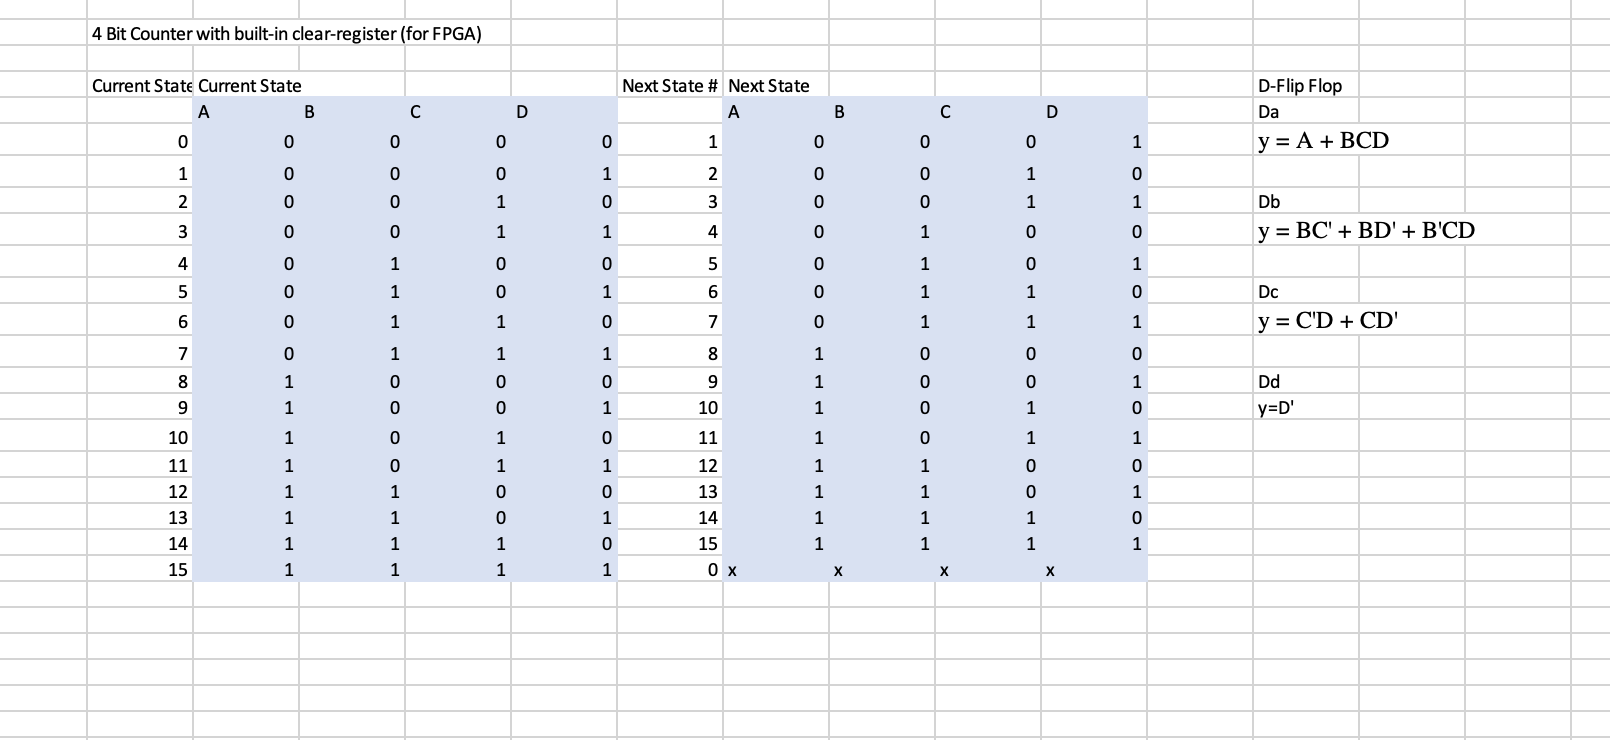 4 Bit Counter with built-in clear-register (for FPGA)
Current State Current State Next State # Next State D-Flip Flop
A B C D A B C D Da
0 0 0 0 0 1 0 0 0 1 y = A + BCD
1 0 0 0 1 2 0 0 1 0
2 0 0 1 0 3 0 0 1 1 Db
3 0 0 1 1 4 0 1 0 0 y = BC' + BD' + B'CD
4 0 1 0 0 5 0 1 0 1
5 0 1 0 1 6 0 1 1 0 Dc
6 0 1 1 0 7 0 1 1 1 y = C'D + CD'
7 0 1 1 1 8 1 0 0 0
8 1 0 0 0 9 1 0 0 1 Dd
9 1 0 0 1 10 1 0 1 0 y=D'
10 1 0 1 0 11 1 0 1 1
11 1 0 1 1 12 1 1 0 0
12 1 1 0 0 13 1 1 0 1
13 1 1 0 1 14 1 1 1 0
14 1 1 1 0 15 1 1 1 1
15 1 1 1 1 0 x x x x